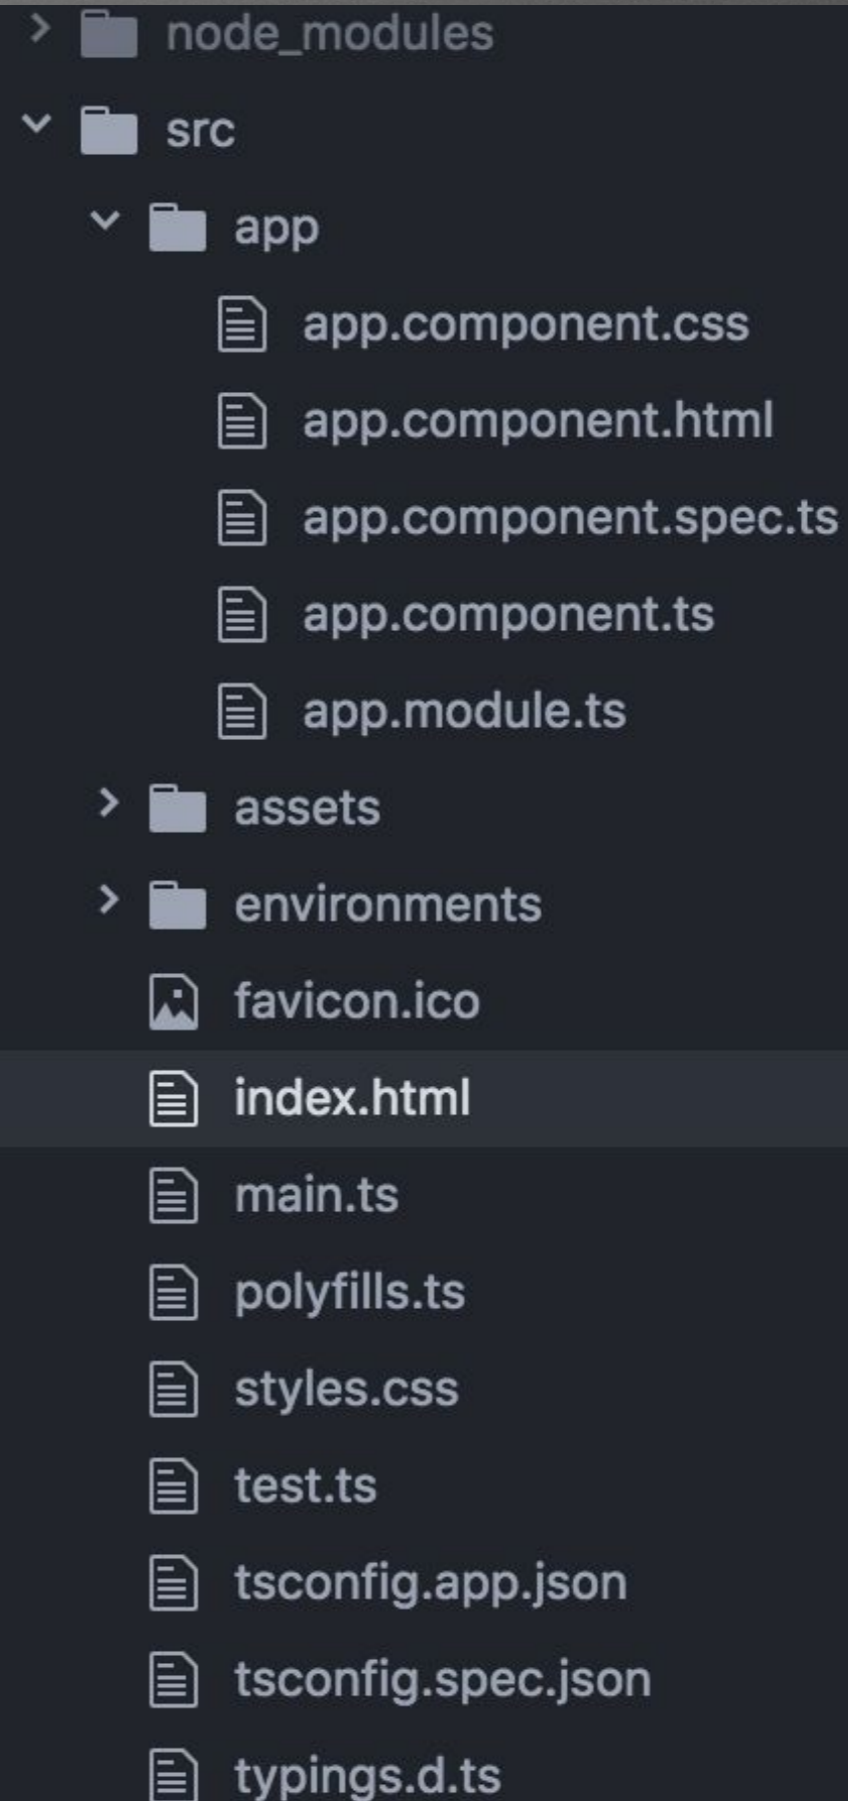 node_modules
src
app
app.component.css
app.component.html
app.component.spec.ts
app.component.ts
app.module.ts
assets
environments
favicon.ico
index.html
main.ts
polyfills.ts
styles.css
test.ts
tsconfig.app.json
tsconfig.spec.json
typings.d.ts